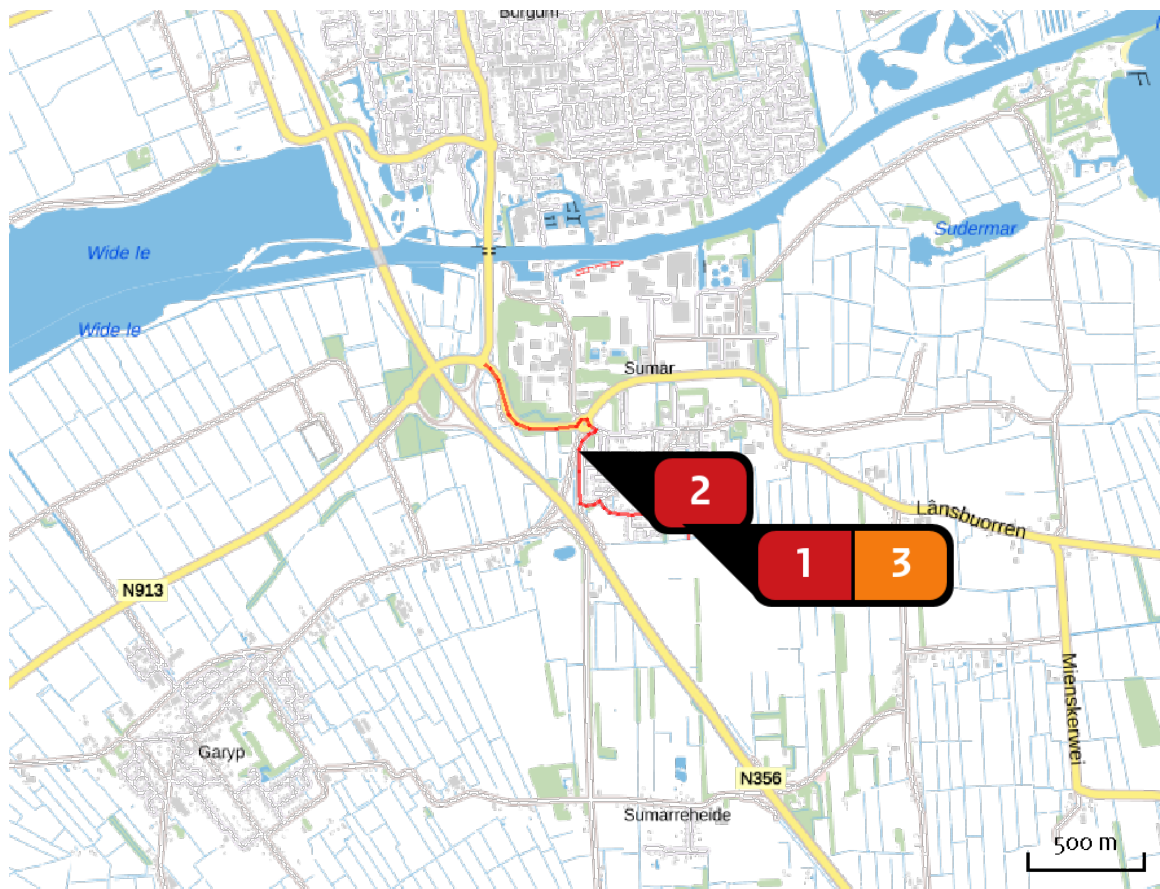 Burgum
Wide Ie
Sudermar
Wide Ie
Sumar
2
Lânsbuorren
1
3
N913
Mienskerwei
Garyp
N356
Sumarreheide
500 m